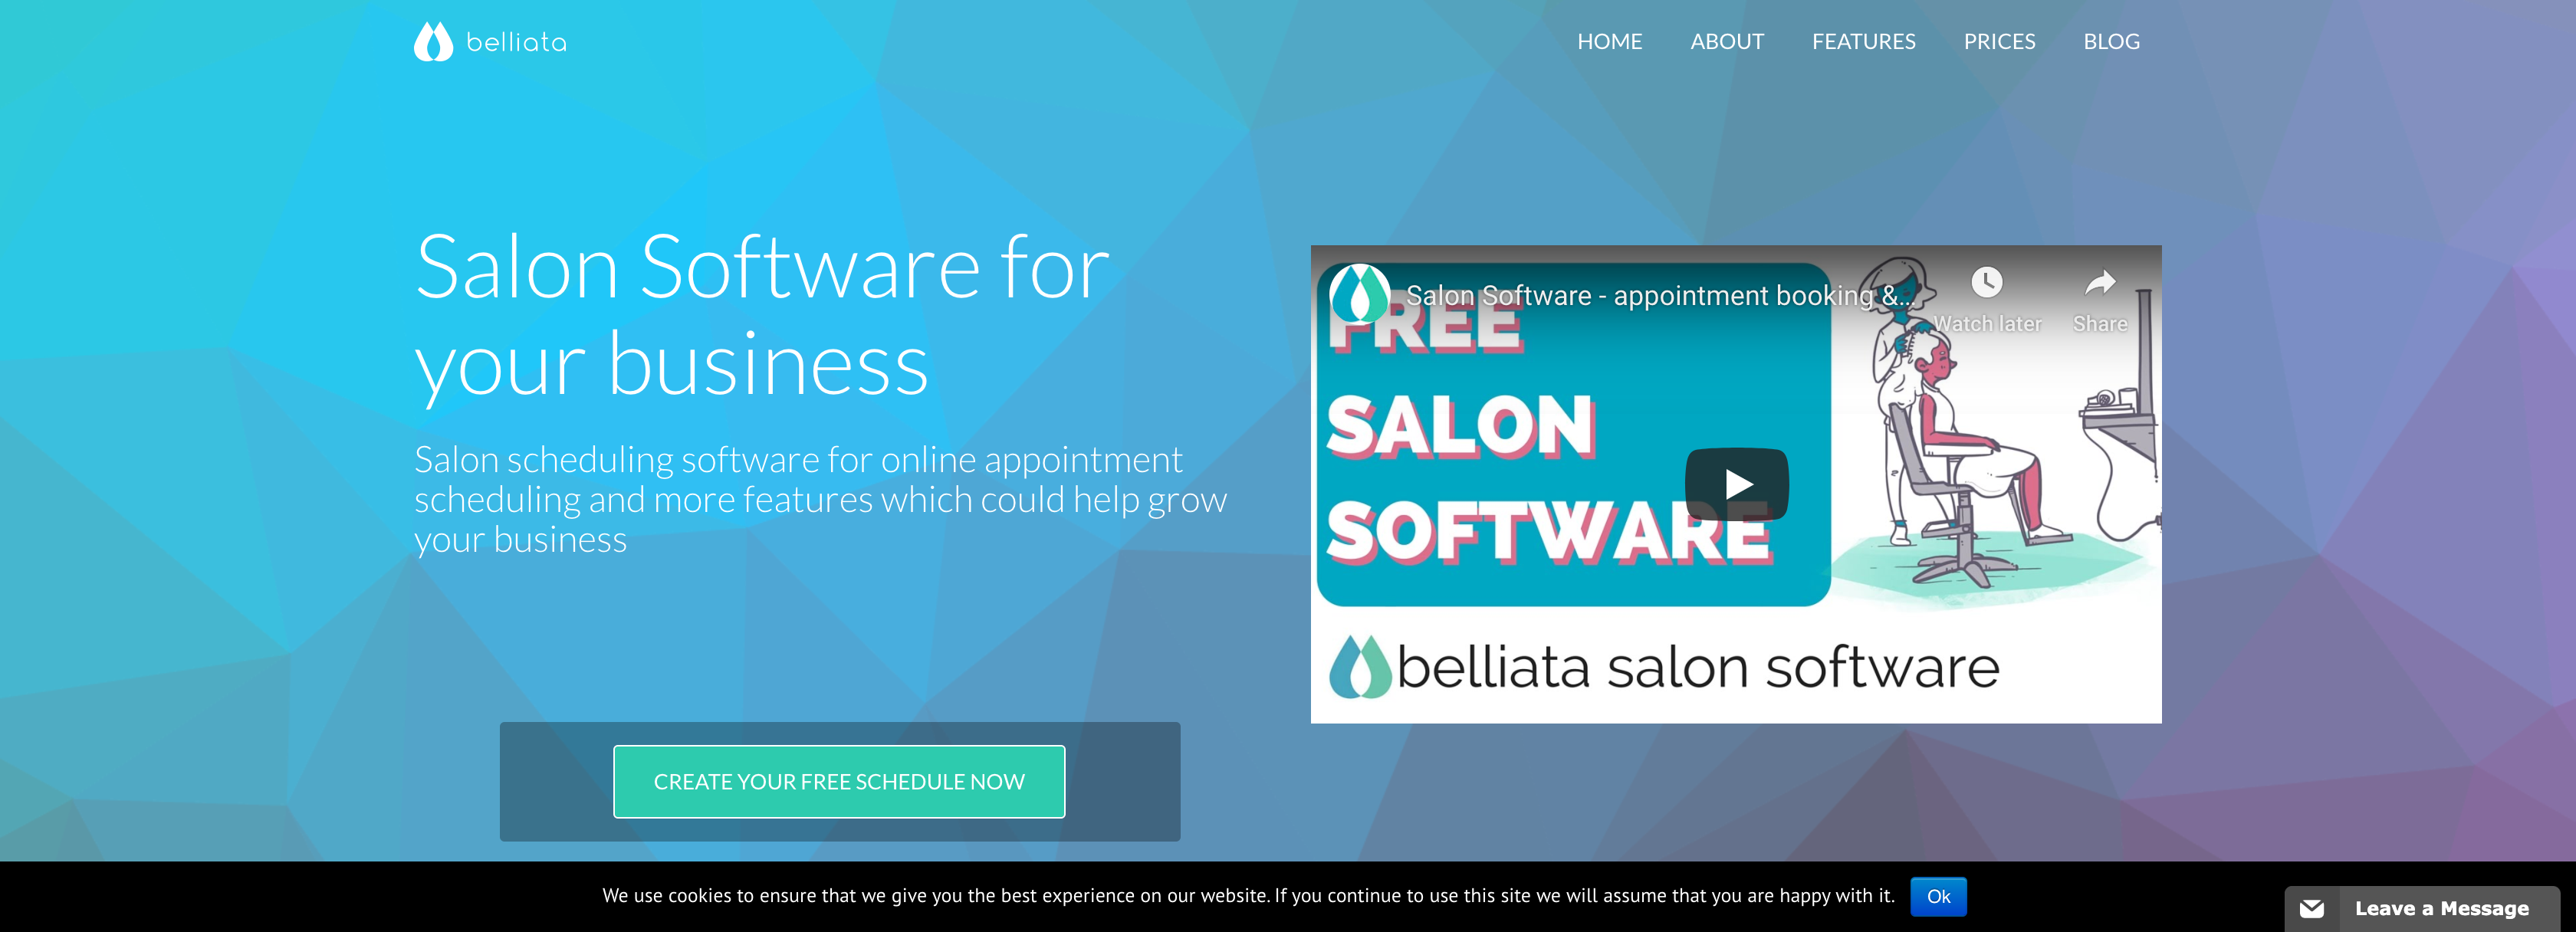 belliata
HOME ABOUT FEATURES PRICES BLOG
Salon Software for
your business
Salon scheduling software for online appointment
scheduling and more features which could help grow
your business
CREATE YOUR FREE SCHEDULE NOW
Salon Software - appointment booking &...
Watch later Share
FREE
SALON
SOFTWARE
belliata salon software
We use cookies to ensure that we give you the best experience on our website. If you continue to use this site we will assume that you are happy with it. Ok
Leave a Message